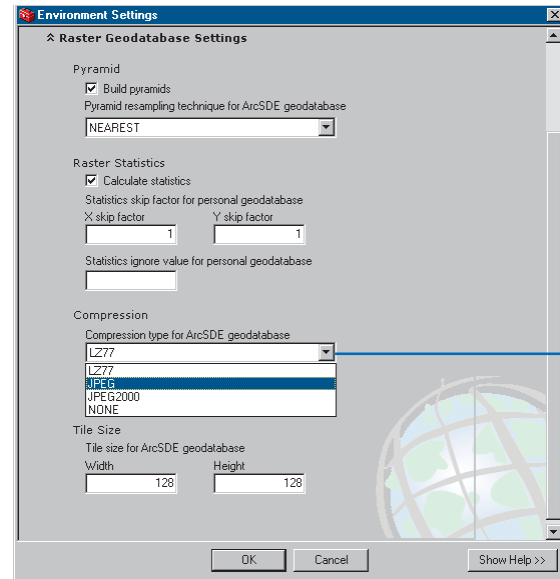 Environment Settings
Raster Geodatabase Settings
Pyramid
Build pyramids
Pyramid resampling technique for ArcSDE geodatabase
NEAREST
Raster Statistics
Calculate statistics
Statistics skip factor for personal geodatabase
X skip factor Y skip factor
1 1
Statistics ignore value for personal geodatabase
Compression
Compression type for ArcSDE geodatabase
LZ77
LZ77
JPEG
JPEG2000
NONE
Tile Size
Tile size for ArcSDE geodatabase
Width Height
128 128
OK Cancel Show Help >>